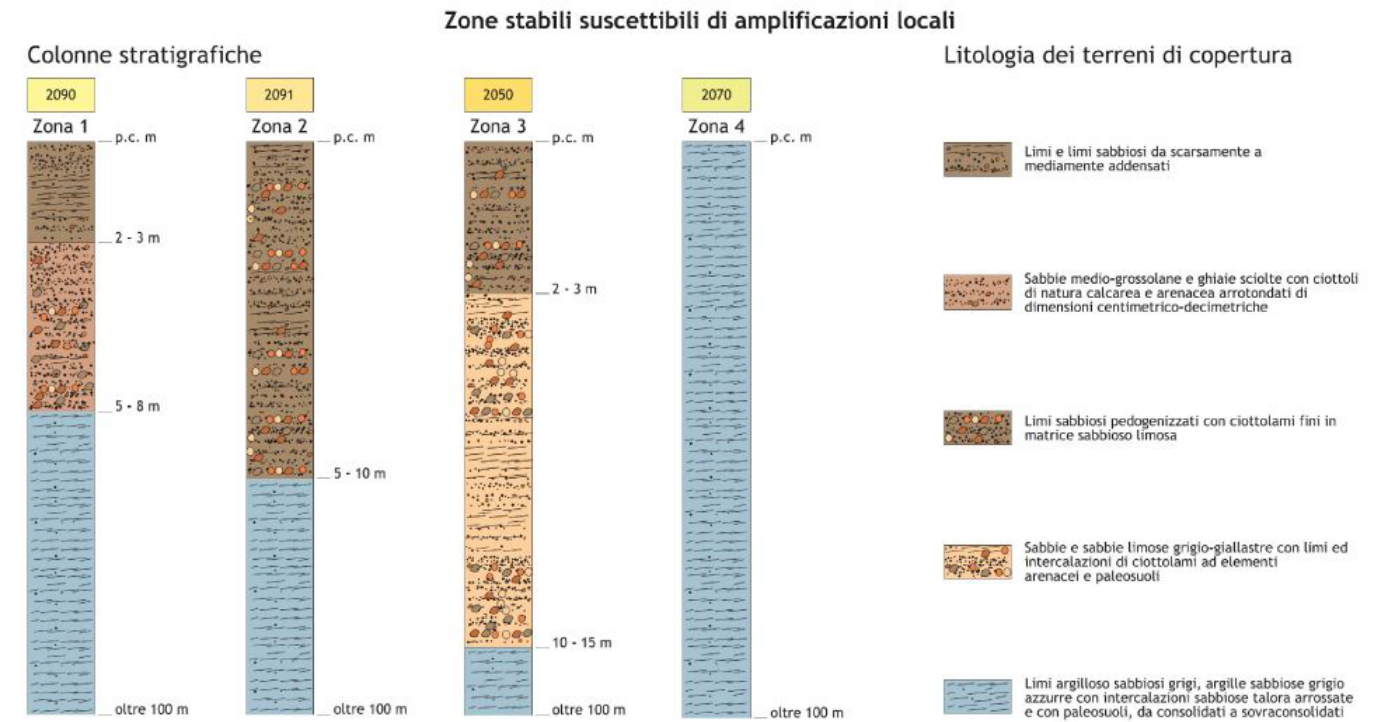 Zone stabili suscettibili di amplificazioni locali
Colonne stratigrafiche
2090
Zona 1
p.c. m
2 - 3 m
5 - 8 m
oltre 100 m
2091
Zona 2
p.c. m
5 - 10 m
oltre 100 m
2050
Zona 3
p.c. m
2 - 3 m
10 - 15 m
oltre 100 m
2070
Zona 4
p.c. m
oltre 100 m
Litologia dei terreni di copertura
Limi e limi sabbiosi da scarsamente a
mediamente addensati
Sabbie medio-grossolane e ghiaie sciolte con ciottoli
di natura calcarea e arenacea arrotondati di
dimensioni centimetrico-decimetriche
Limi sabbiosi pedogenizzati con ciottolami fini in
matrice sabbioso limosa
Sabbie e sabbie limose grigio-giallastre con limi ed
intercalazioni di ciottolami ad elementi
arenacei e paleosuoli
Limi argilloso sabbiosi grigi, argille sabbiose grigio
azzurre con intercalazioni sabbiose talora arrossate
e con paleosuoli, da consolidati a sovraconsolidati